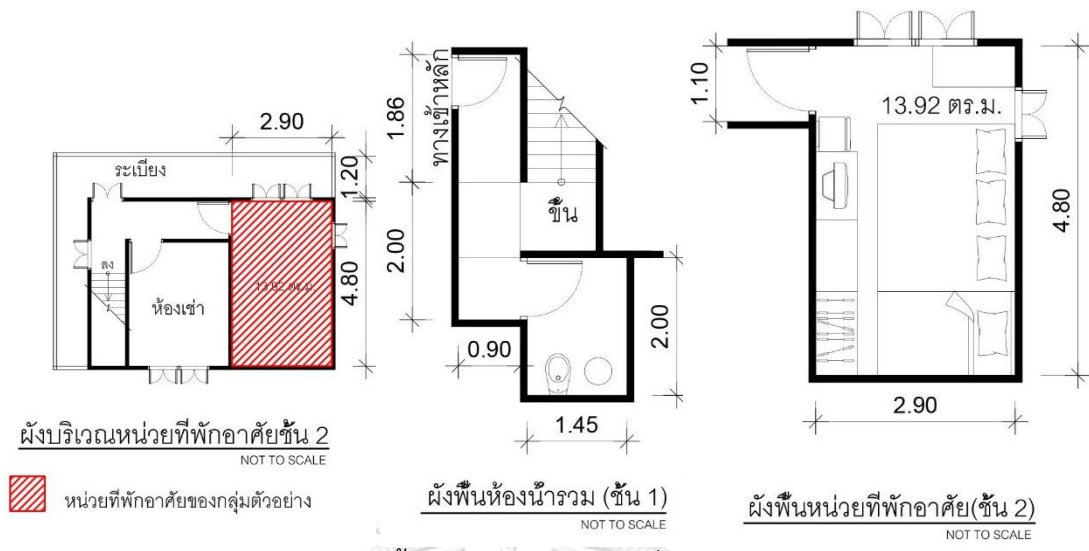 2.90
ระเบียง
1.20
ลง
ห้องเช่า
13.92 ตร.ม.
4.80
ผังบริเวณหน่วยที่พักอาศัยชั้น 2
NOT TO SCALE
หน่วยที่พักอาศัยของกลุ่มตัวอย่าง
ทางเข้าหลัก
1.86
2.00
ขึ้น
0.90
2.00
1.45
ผังพื้นห้องน้ำรวม (ชั้น 1)
NOT TO SCALE
1.10
13.92 ตร.ม.
4.80
2.90
ผังพื้นหน่วยที่พักอาศัย(ชั้น 2)
NOT TO SCALE